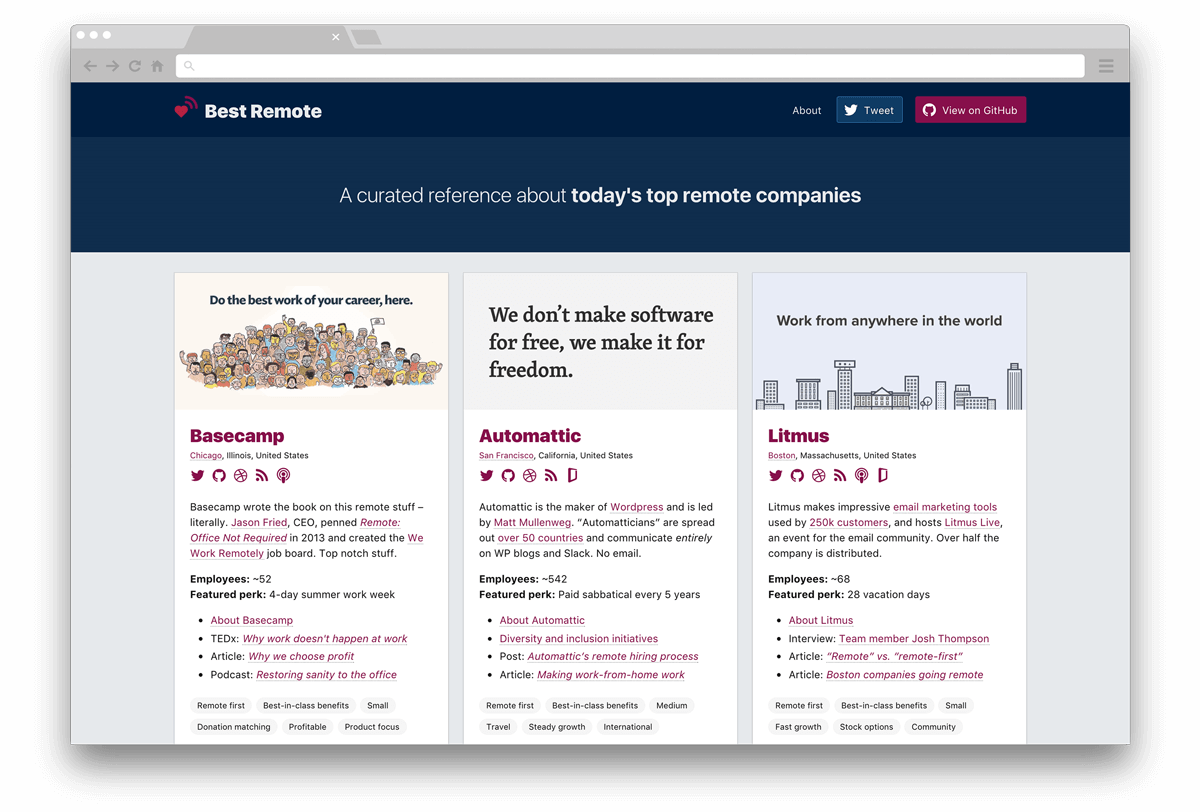 Best Remote
About
Tweet
View on GitHub
A curated reference about today's top remote companies
Do the best work of your career, here.
Basecamp
Chicago, Illinois, United States
Basecamp wrote the book on this remote stuff –
literally. Jason Fried, CEO, penned Remote:
Office Not Required in 2013 and created the We
Work Remotely job board. Top notch stuff.
Employees: ~52
Featured perk: 4-day summer work week
• About Basecamp
• TEDx: Why work doesn't happen at work
• Article: Why we choose profit
• Podcast: Restoring sanity to the office
Remote first Best-in-class benefits Small
Donation matching Profitable Product focus
We don’t make software
for free, we make it for
freedom.
Automattic
San Francisco, California, United States
Automattic is the maker of Wordpress and is led
by Matt Mullenweg. “Automatticians” are spread
out over 50 countries and communicate entirely
on WP blogs and Slack. No email.
Employees: ~542
Featured perk: Paid sabbatical every 5 years
• About Automattic
• Diversity and inclusion initiatives
• Post: Automattic’s remote hiring process
• Article: Making work-from-home work
Remote first Best-in-class benefits Medium
Travel Steady growth International
Work from anywhere in the world
Litmus
Boston, Massachusetts, United States
Litmus makes impressive email marketing tools
used by 250k customers, and hosts Litmus Live,
an event for the email community. Over half the
company is distributed.
Employees: ~68
Featured perk: 28 vacation days
• About Litmus
• Interview: Team member Josh Thompson
• Article: “Remote” vs. “remote-first”
• Article: Boston companies going remote
Remote first Best-in-class benefits Small
Fast growth Stock options Community